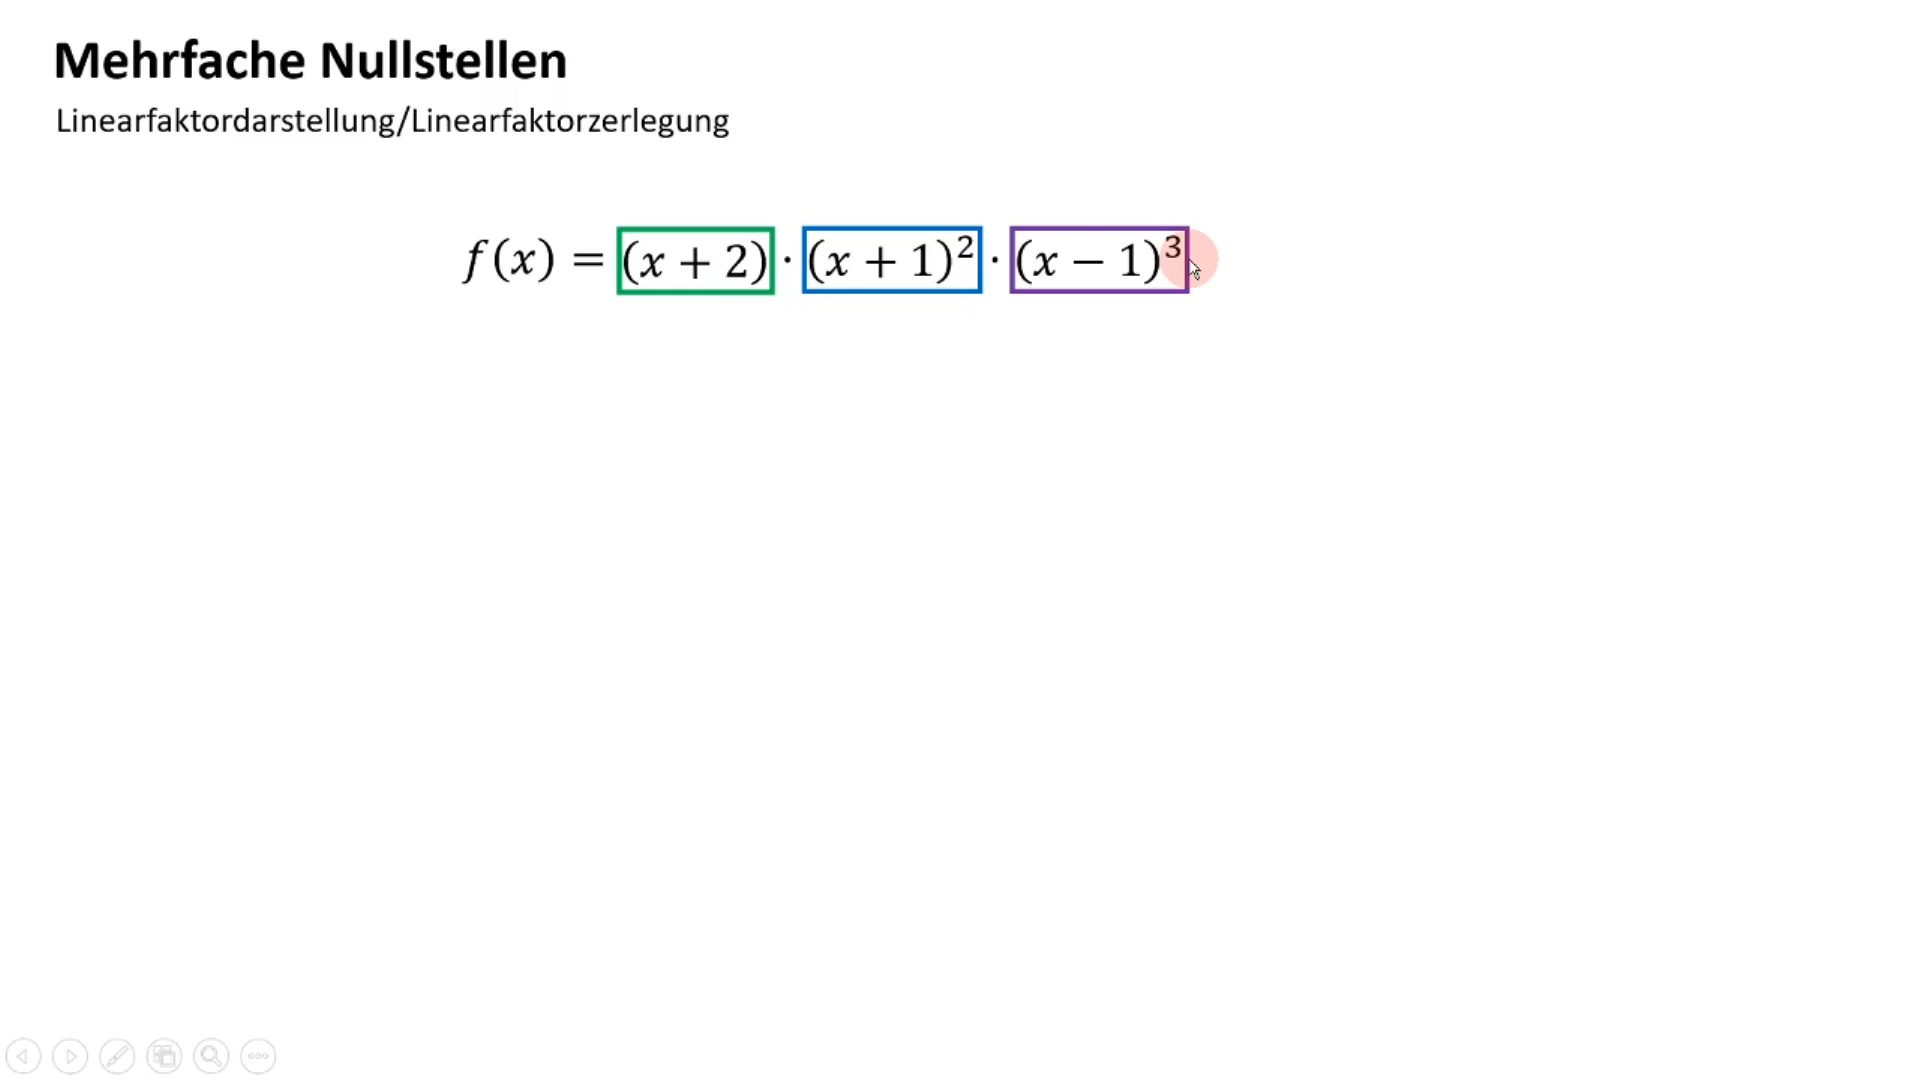 Mehrfache Nullstellen
Linearfaktordarstellung/Linearfaktorzerlegung
f(x) = (x + 2) · (x + 1)² · (x − 1)³